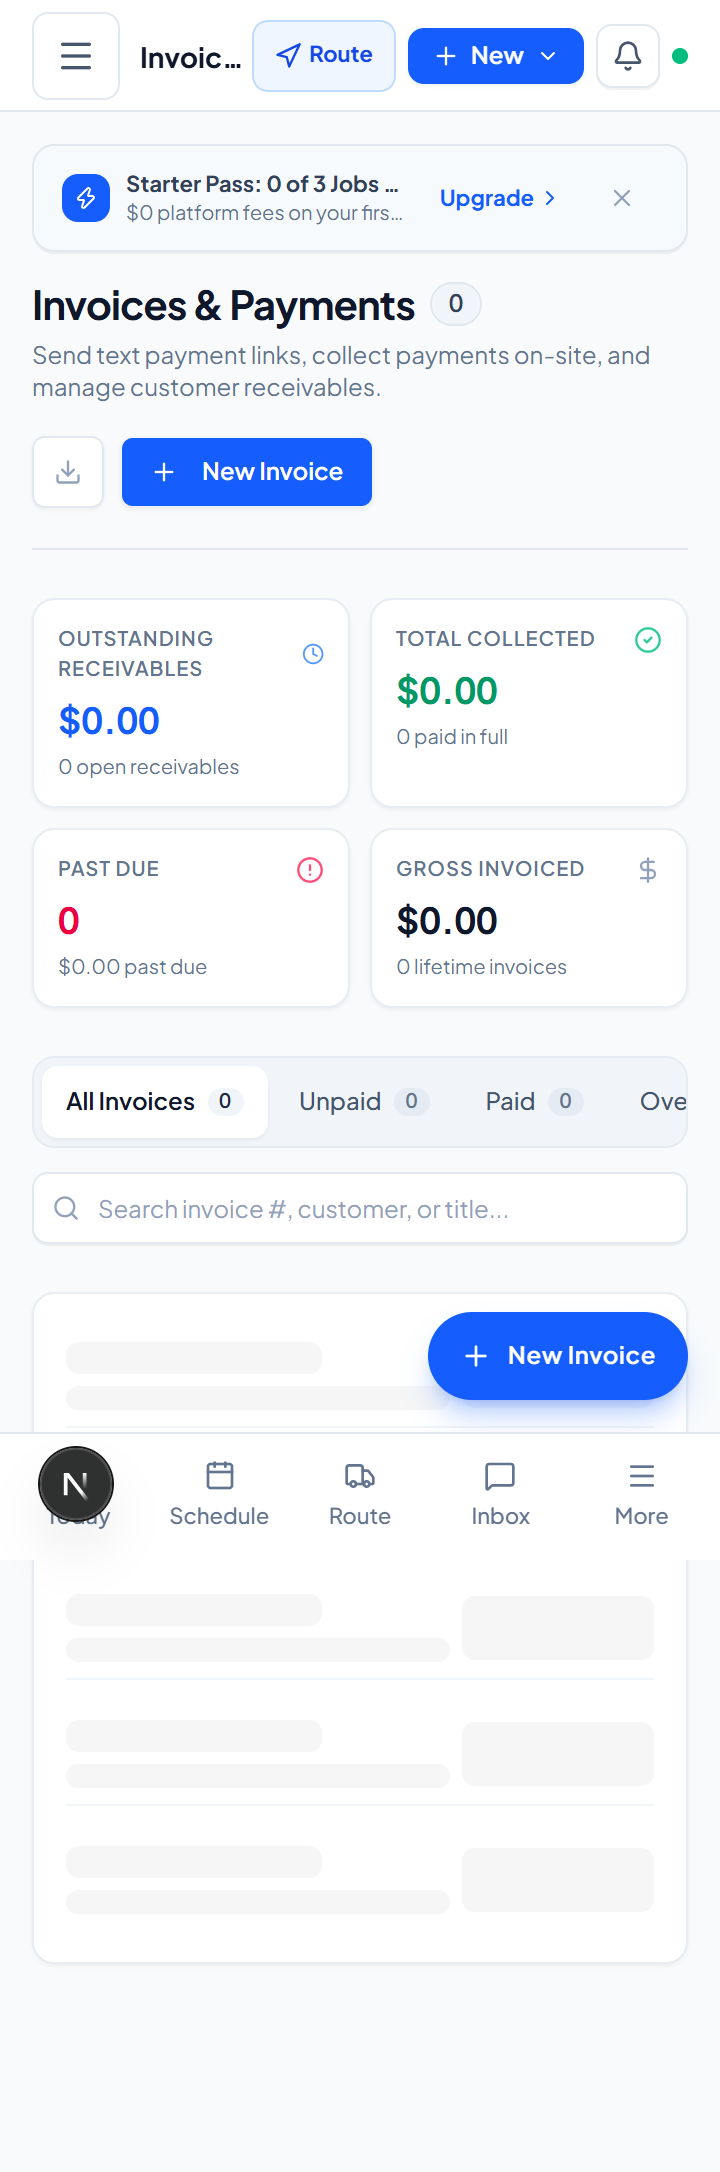 Invoic...
Route
New
Starter Pass: 0 of 3 Jobs ...
$0 platform fees on your firs...
Upgrade
Invoices & Payments 0
Send text payment links, collect payments on-site, and
manage customer receivables.
New Invoice
OUTSTANDING
RECEIVABLES
$0.00
0 open receivables
TOTAL COLLECTED
$0.00
0 paid in full
PAST DUE
0
$0.00 past due
GROSS INVOICED
$0.00
0 lifetime invoices
All Invoices 0
Unpaid 0
Paid 0
Ove
Search invoice #, customer, or title...
New Invoice
N
Today
Schedule
Route
Inbox
More